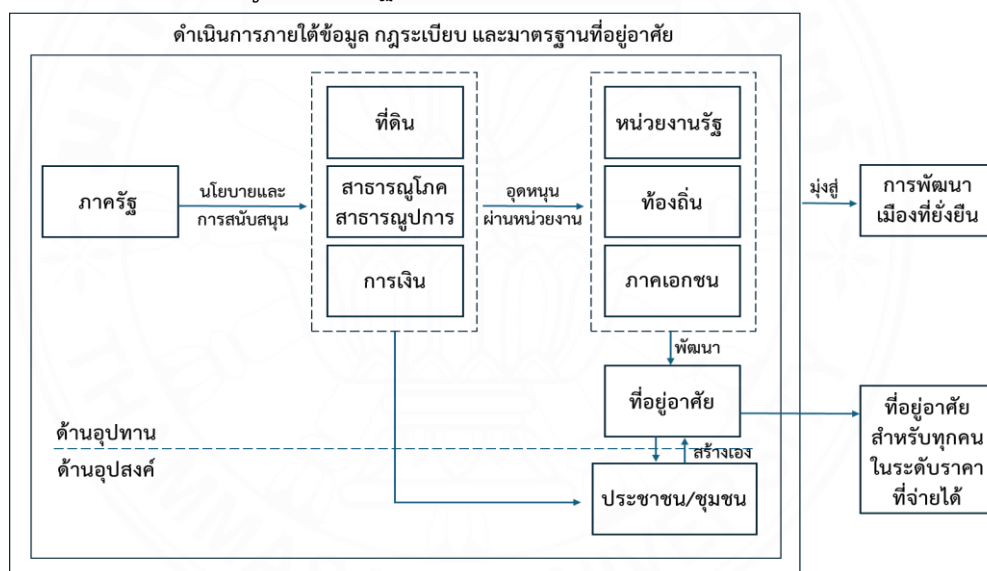 ดำเนินการภายใต้ข้อมูล กฎระเบียบ และมาตรฐานที่อยู่อาศัย
ภาครัฐ
นโยบายและ
การสนับสนุน
ที่ดิน
สาธารณูโภค
สาธารณูปการ
การเงิน
อุดหนุน
ผ่านหน่วยงาน
หน่วยงานรัฐ
ท้องถิ่น
ภาคเอกชน
มุ่งสู่
การพัฒนา
เมืองที่ยั่งยืน
พัฒนา
ที่อยู่อาศัย
ที่อยู่อาศัย
สำหรับทุกคน
ในระดับราคา
ที่จ่ายได้
ด้านอุปทาน
ด้านอุปสงค์
สร้างเอง
ประชาชน/ชุมชน